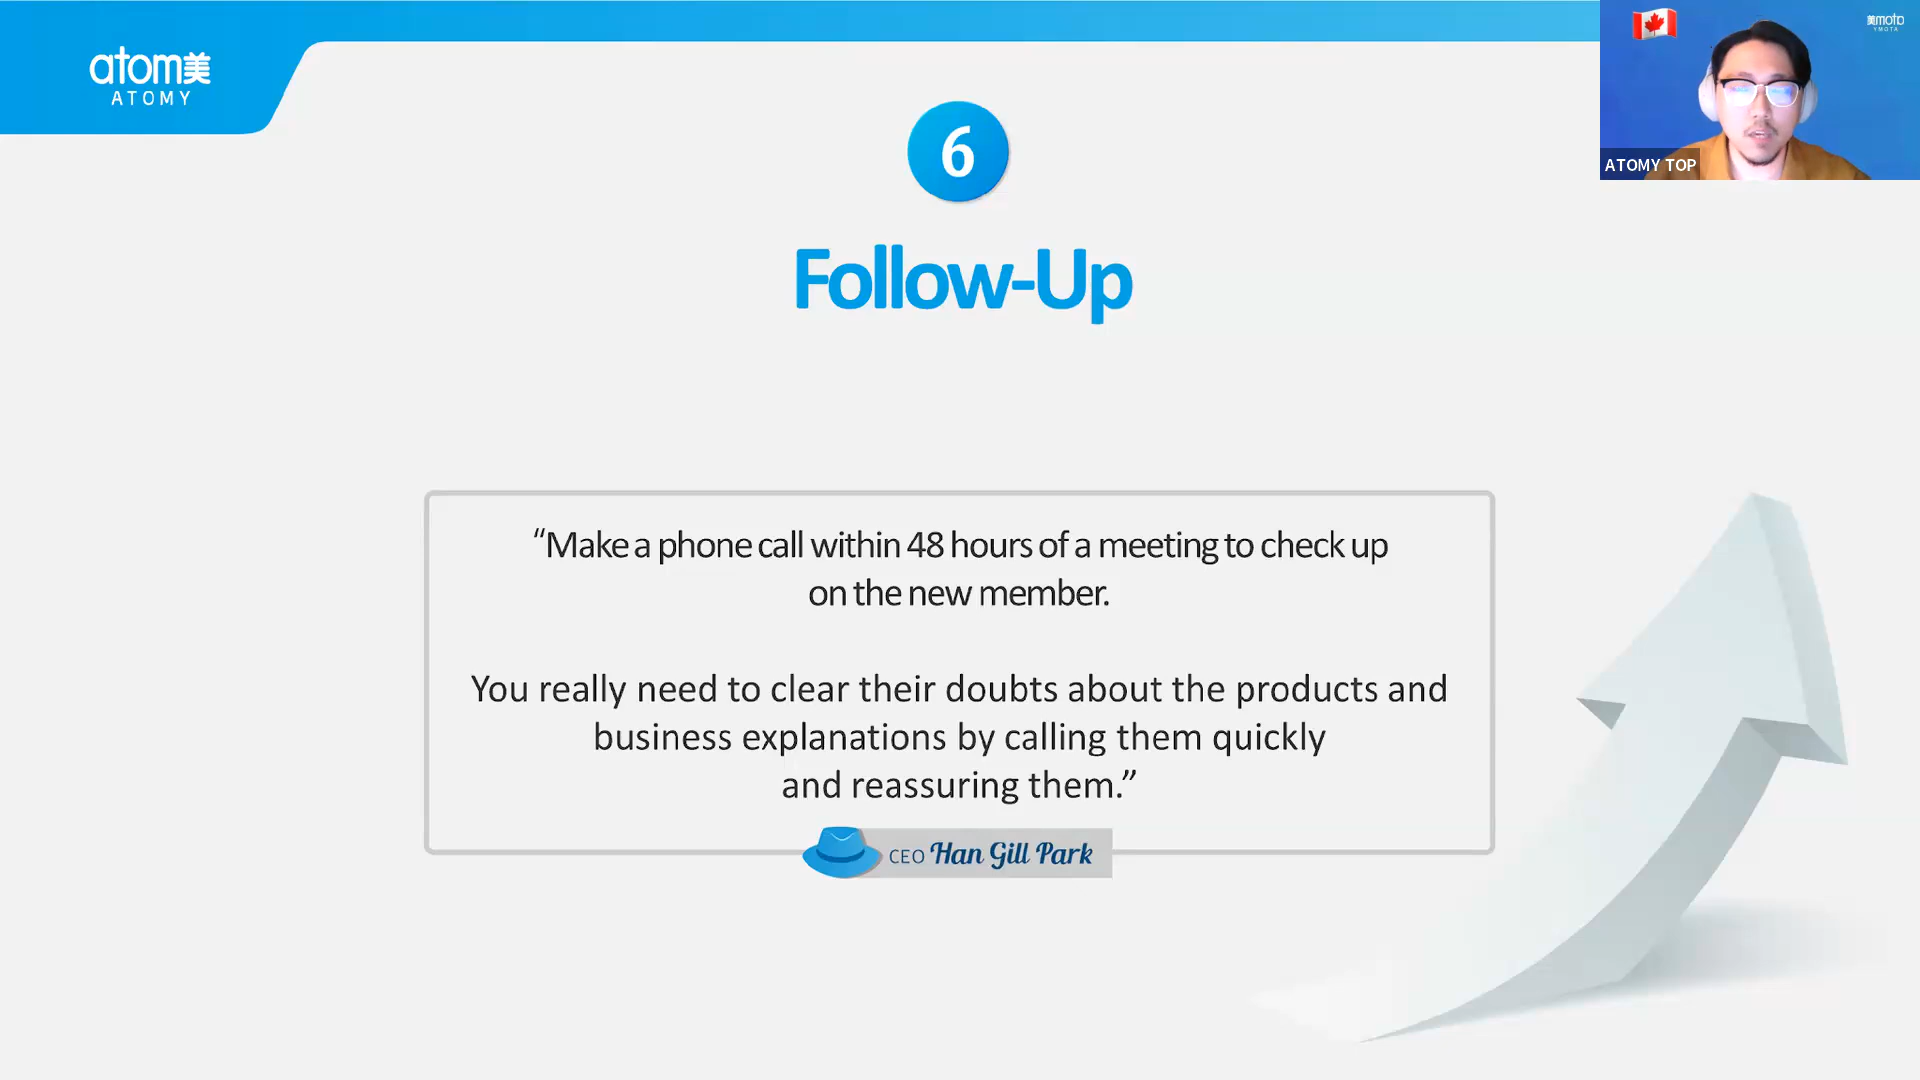 atom美
ATOMY
6
Follow-Up
“Make a phone call within 48 hours of a meeting to check up
on the new member.
You really need to clear their doubts about the products and
business explanations by calling them quickly
and reassuring them.”
CEO Han Gill Park
ATOMY TOP